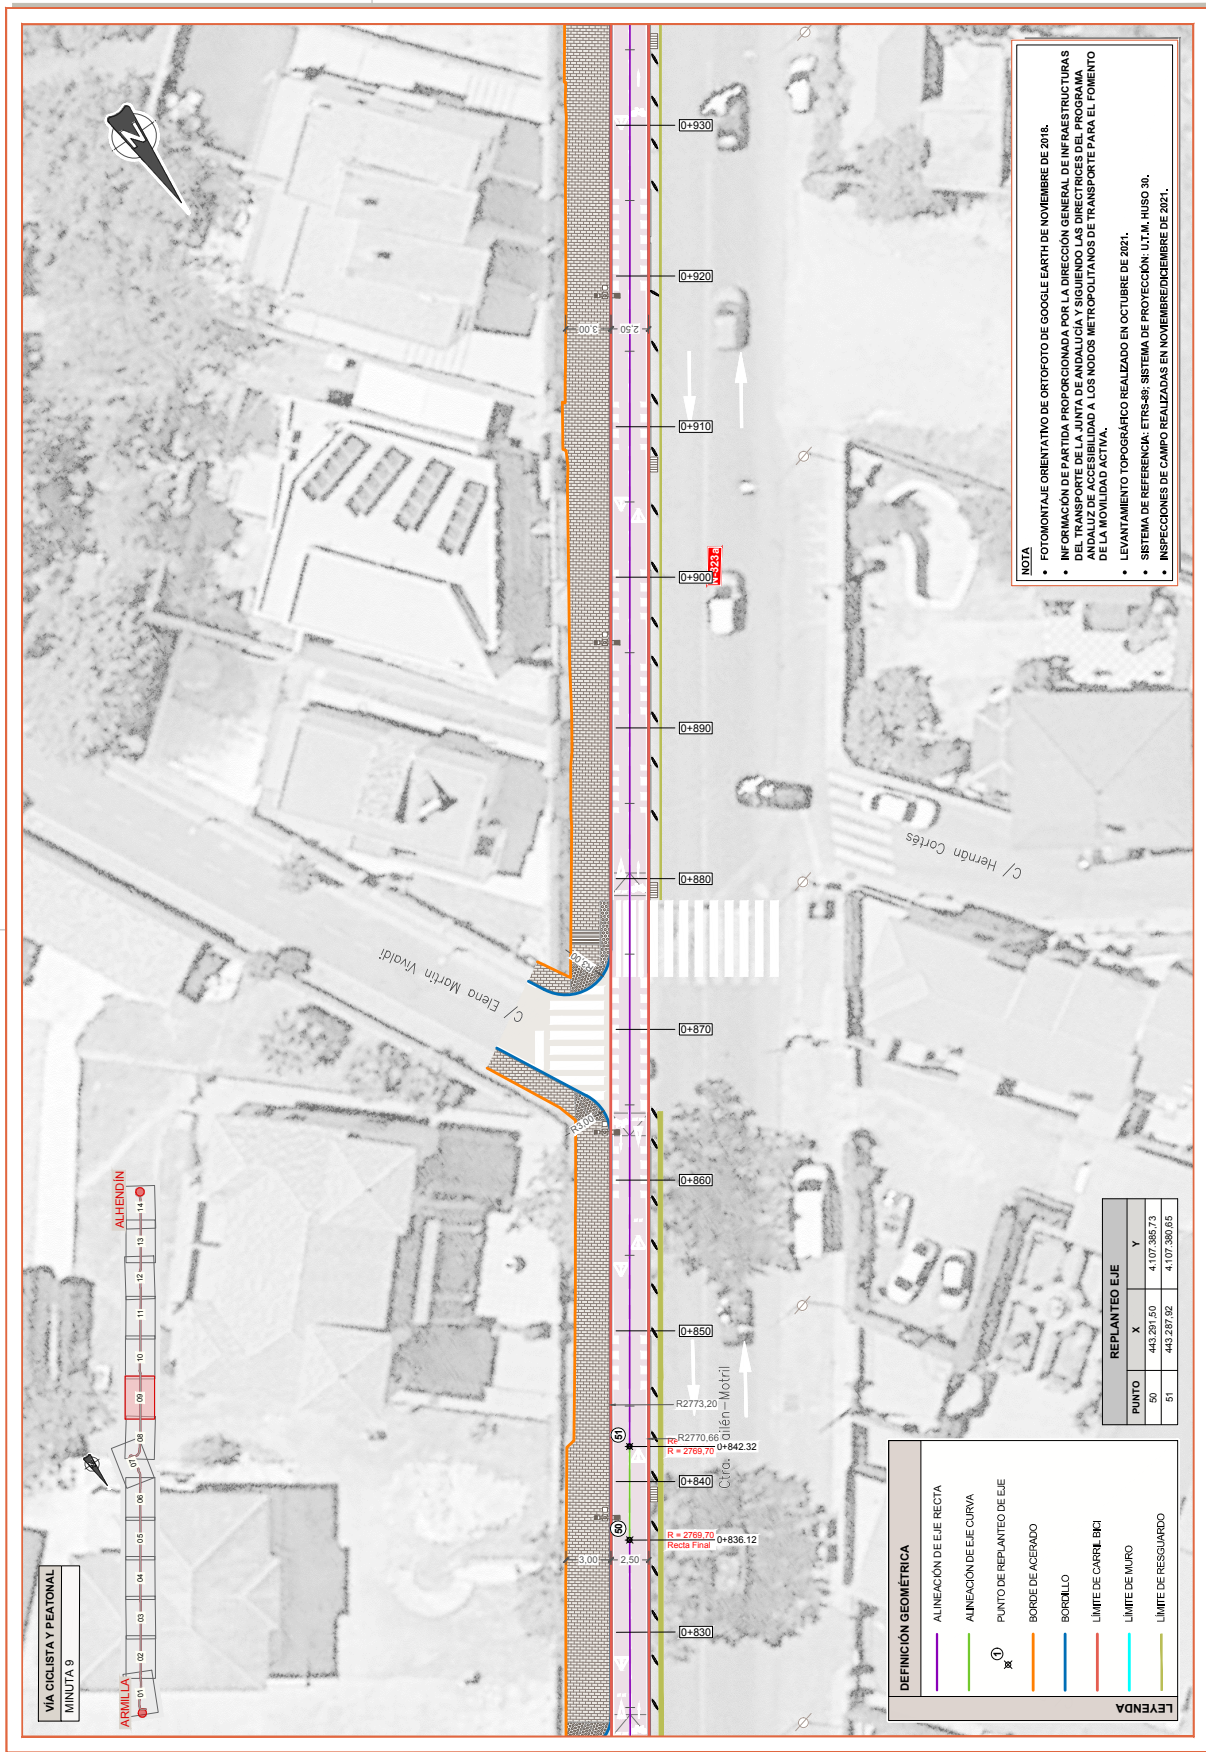 VÍA CICLISTA Y PEATONAL
MINUTA 9
ARMILLA
01
02
03
04
05
06
07
08
09
10
11
12
13
14
ALHENDÍN
N
C/ Elena Martín Vivaldi
C/ Hernán Cortés
N-323a
0+830
0+840
0+850
0+860
0+870
0+880
0+890
0+900
0+910
0+920
0+930
3,00
2,50
3,00
2,50
R3,00
R3,00
50
51
R = 2769,70
Recta Final
0+836.12
R = 2769,70
0+842.32
R2770,66
R2773,20
NOTA
• FOTOMONTAJE ORIENTATIVO DE ORTOFOTO DE GOOGLE EARTH DE NOVIEMBRE DE 2018.
• INFORMACIÓN DE PARTIDA PROPORCIONADA POR LA DIRECCIÓN GENERAL DE INFRAESTRUCTURAS
DEL TRANSPORTE DE LA JUNTA DE ANDALUCÍA Y SIGUIENDO LAS DIRECTRICES DEL PROGRAMA
ANDALUZ DE ACCESIBILIDAD A LOS NODOS METROPOLITANOS DE TRANSPORTE PARA EL FOMENTO
DE LA MOVILIDAD ACTIVA.
• LEVANTAMIENTO TOPOGRÁFICO REALIZADO EN OCTUBRE DE 2021.
• SISTEMA DE REFERENCIA: ETRS-89; SISTEMA DE PROYECCIÓN: U.T.M. HUSO 30.
• INSPECCIONES DE CAMPO REALIZADAS EN NOVIEMBRE/DICIEMBRE DE 2021.
REPLANTEO EJE
PUNTO X Y
50 443.291,50 4.107.385,73
51 443.287,92 4.107.380,65
LEYENDA
DEFINICIÓN GEOMÉTRICA
ALINEACIÓN DE EJE RECTA
ALINEACIÓN DE EJE CURVA
1 PUNTO DE REPLANTEO DE EJE
BORDE DE ACERADO
BORDILLO
LÍMITE DE CARRIL BICI
LÍMITE DE MURO
LÍMITE DE RESGUARDO